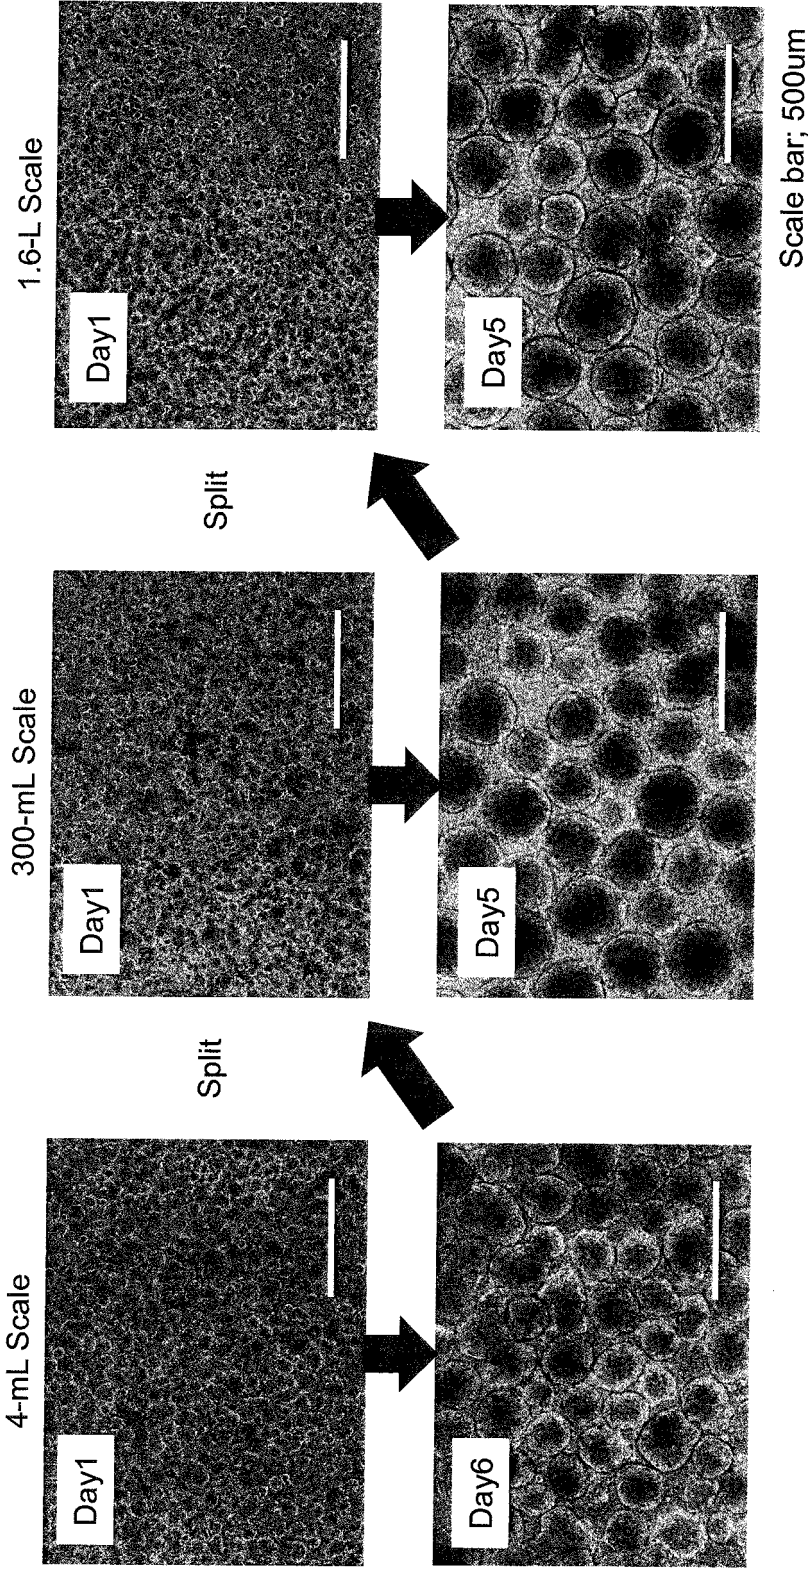 4-mL Scale
300-mL Scale
1.6-L Scale
Day1
Split
Day1
Split
Day1
Day6
Day5
Day5
Scale bar; 500um